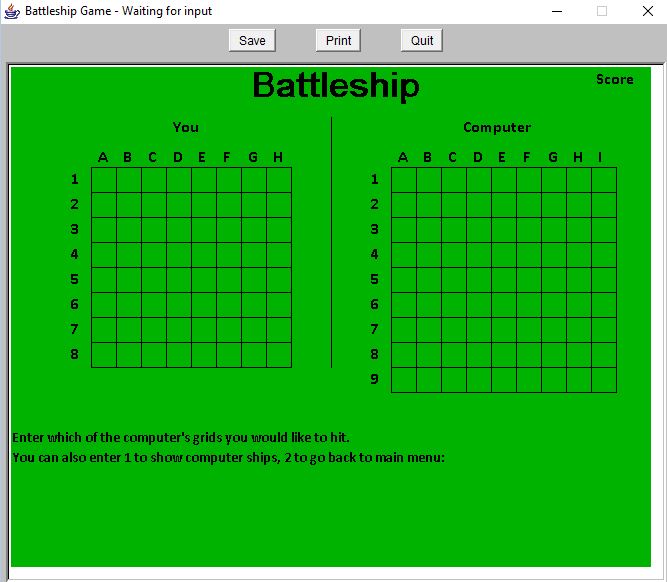 Battleship Game - Waiting for input
Save Print Quit
Battleship Score
You Computer
A B C D E F G H A B C D E F G H I
1 1
2 2
3 3
4 4
5 5
6 6
7 7
8 8
9
Enter which of the computer's grids you would like to hit.
You can also enter 1 to show computer ships, 2 to go back to main menu: